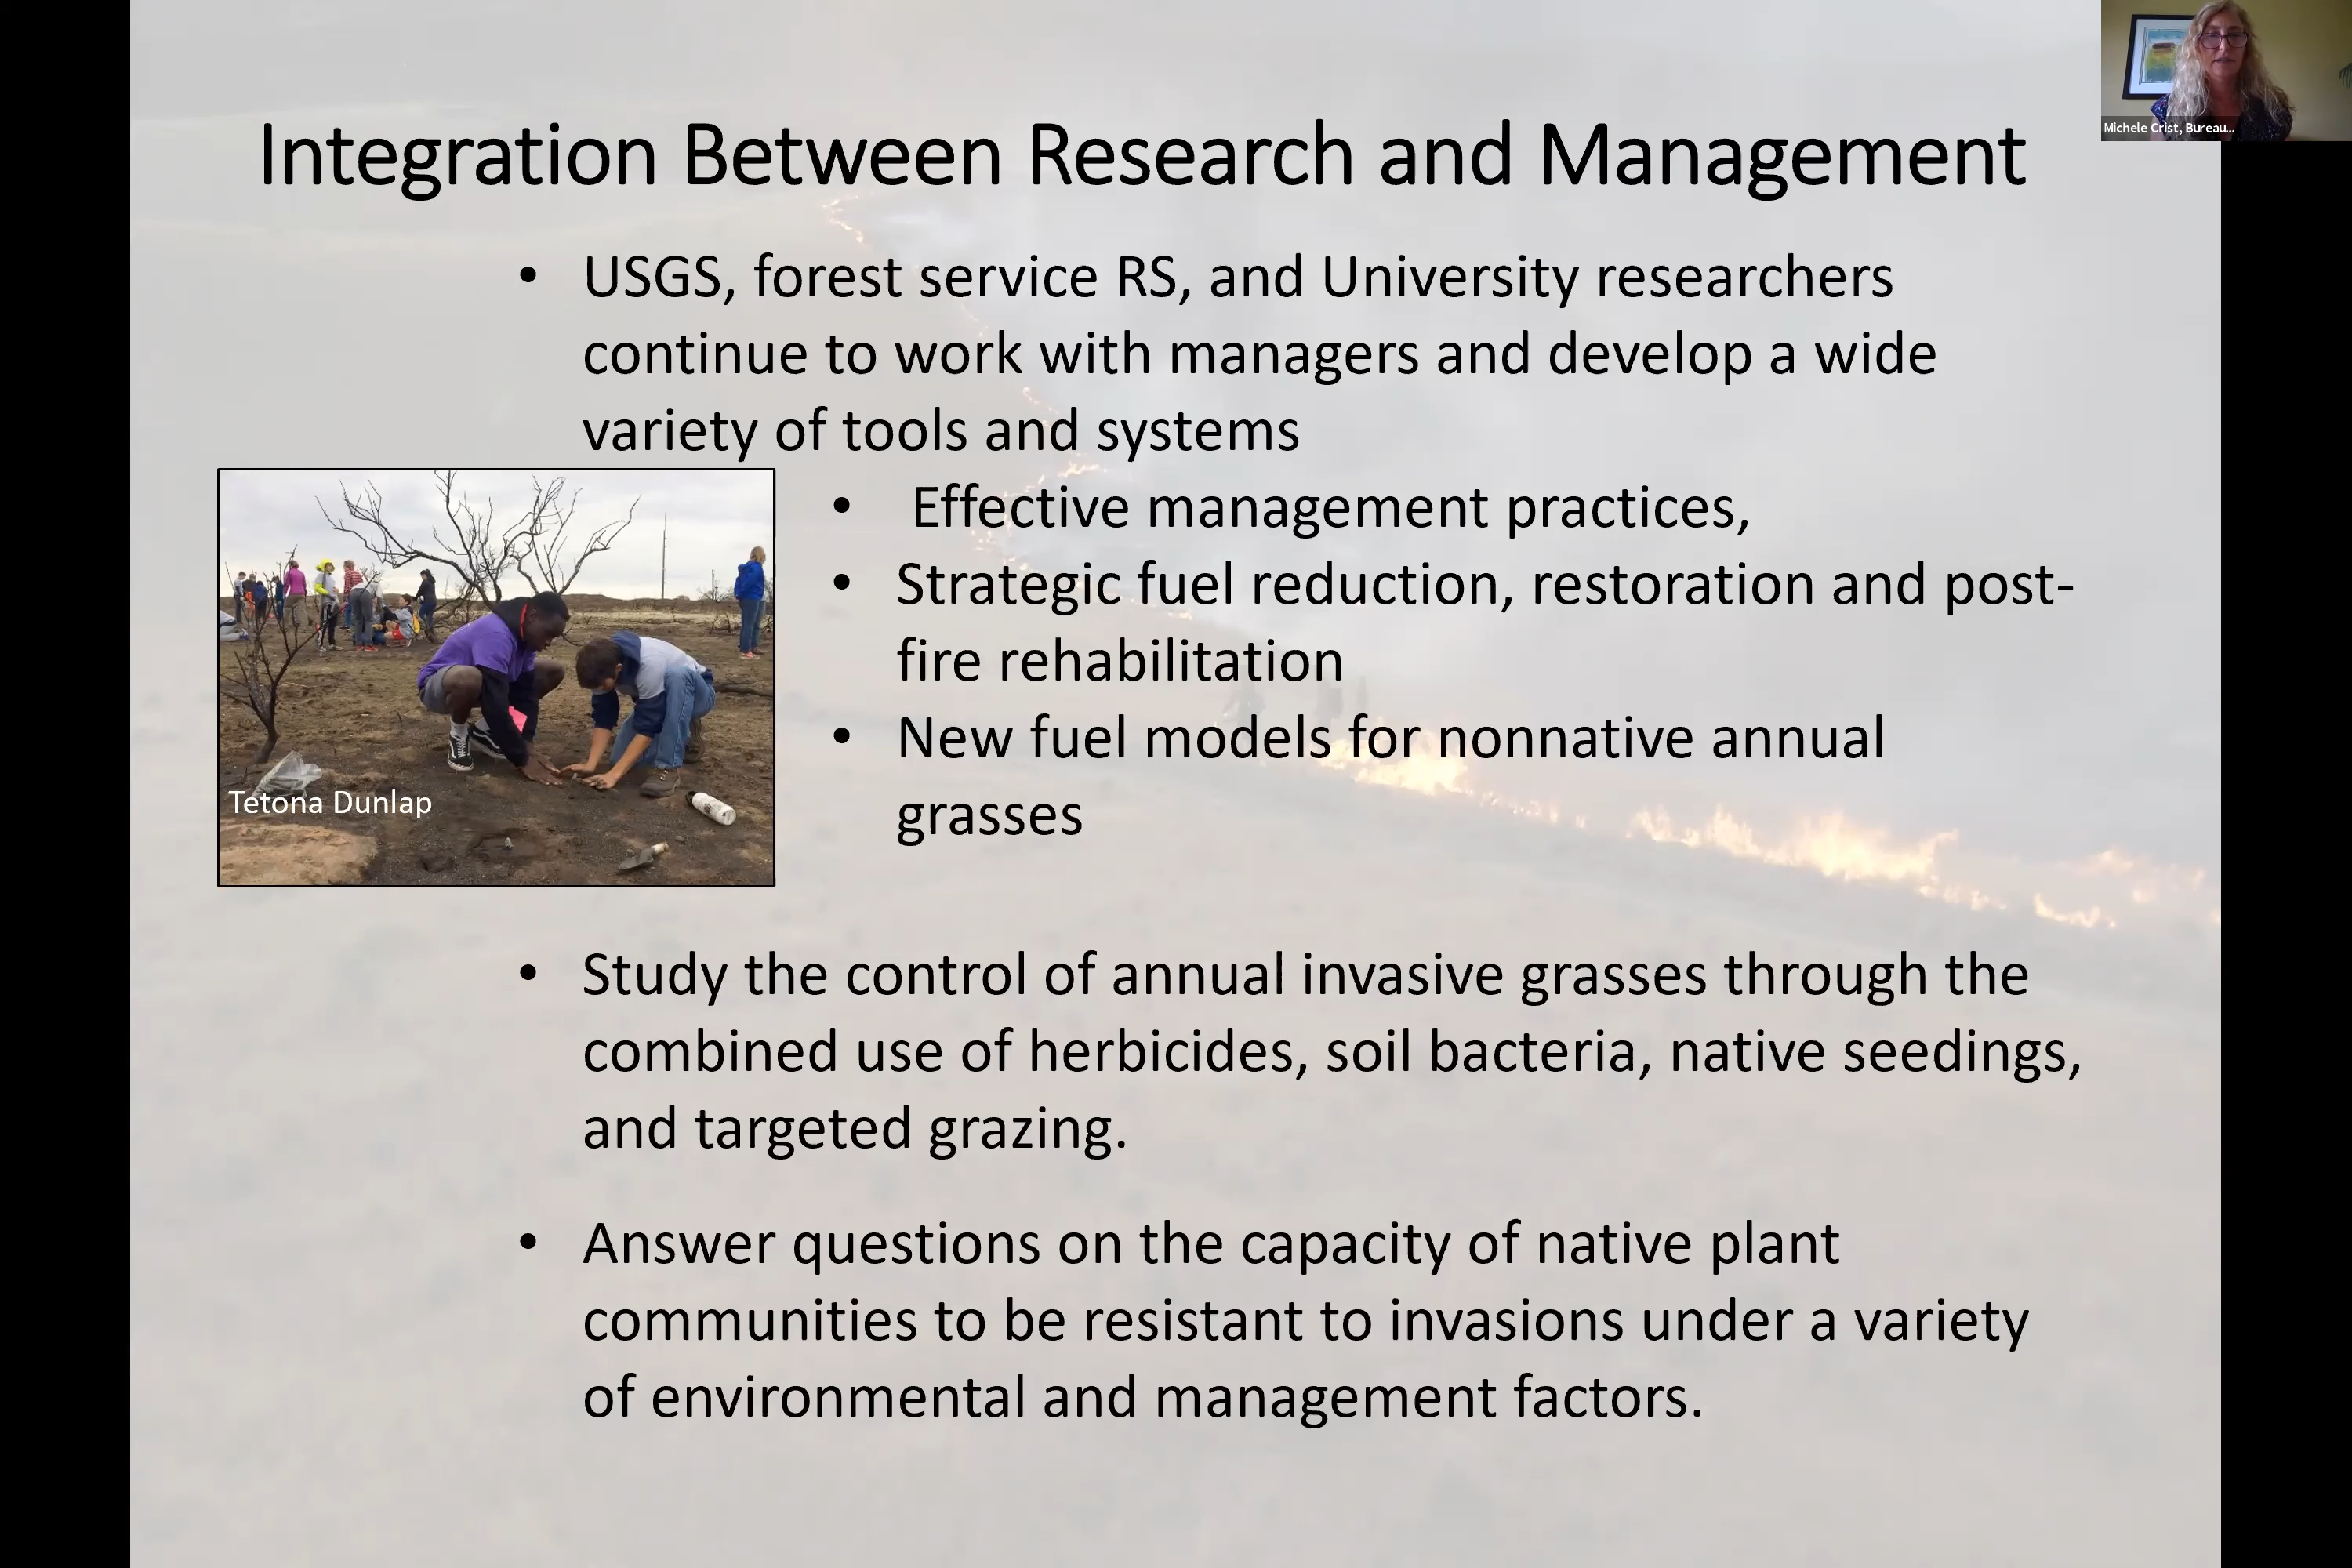 Michele Crist, Bureau...
Integration Between Research and Management
• USGS, forest service RS, and University researchers
continue to work with managers and develop a wide
variety of tools and systems
• Effective management practices,
• Strategic fuel reduction, restoration and post-
fire rehabilitation
• New fuel models for nonnative annual
grasses
Tetona Dunlap
• Study the control of annual invasive grasses through the
combined use of herbicides, soil bacteria, native seedings,
and targeted grazing.
• Answer questions on the capacity of native plant
communities to be resistant to invasions under a variety
of environmental and management factors.